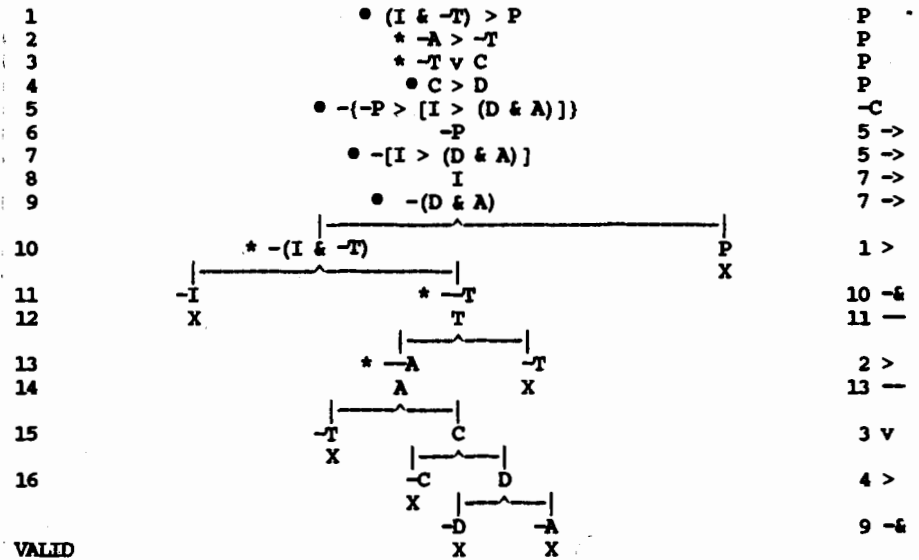 1 • (I & -T) > P P
2 * -A > -T P
3 * -T v C P
4 • C > D P
5 • -{-P > [I > (D & A)]} -C
6 -P 5 ->
7 • -[I > (D & A)] 5 ->
8 I 7 ->
9 • -(D & A) 7 ->
10 * -(I & -T) P 1 >
X
11 -I * --T 10 -&
12 X T 11 --
13 * --A -T 2 >
14 A X 13 --
15 -T C 3 v
X
16 -C D 4 >
X
-D -A 9 -&
VALID X X